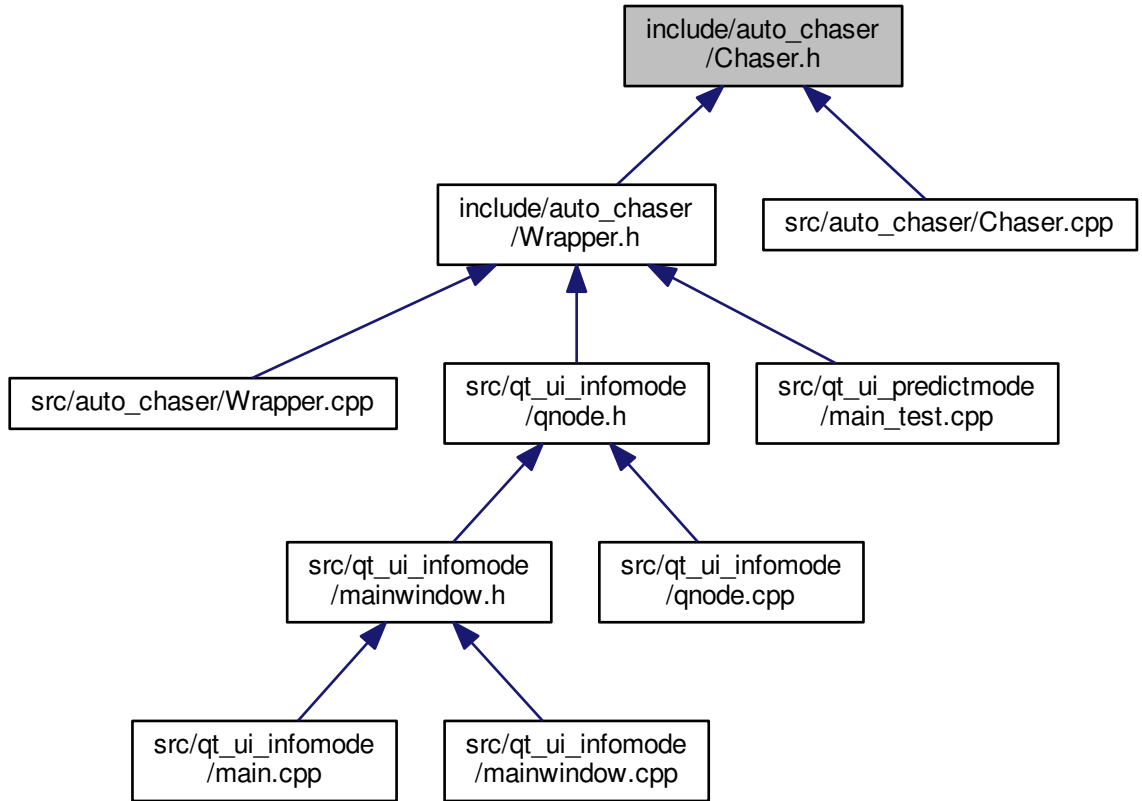 include/auto_chaser
/Chaser.h
include/auto_chaser
/Wrapper.h
src/auto_chaser/Chaser.cpp
src/auto_chaser/Wrapper.cpp
src/qt_ui_infomode
/qnode.h
src/qt_ui_predictmode
/main_test.cpp
src/qt_ui_infomode
/mainwindow.h
src/qt_ui_infomode
/qnode.cpp
src/qt_ui_infomode
/main.cpp
src/qt_ui_infomode
/mainwindow.cpp